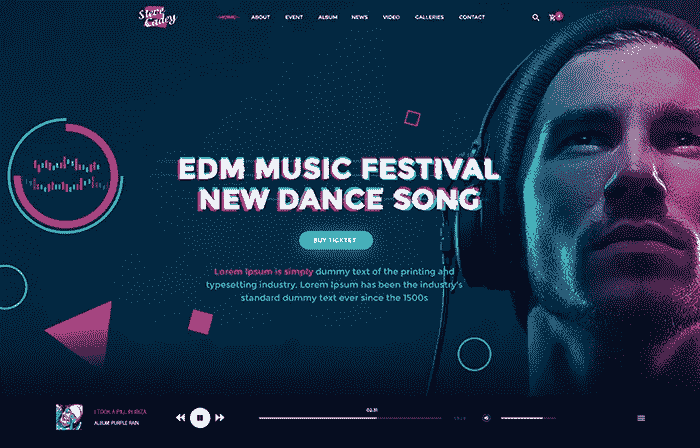 Steve
Cadey
HOME ABOUT EVENT ALBUM NEWS VIDEO GALLERIES CONTACT
EDM MUSIC FESTIVAL
NEW DANCE SONG
BUY TICKTET
Lorem Ipsum is simply dummy text of the printing and
typesetting industry. Lorem Ipsum has been the industry's
standard dummy text ever since the 1500s
I TOOK A PILL IN IBIZA
ALBUM: PURPLE RAIN
02:31